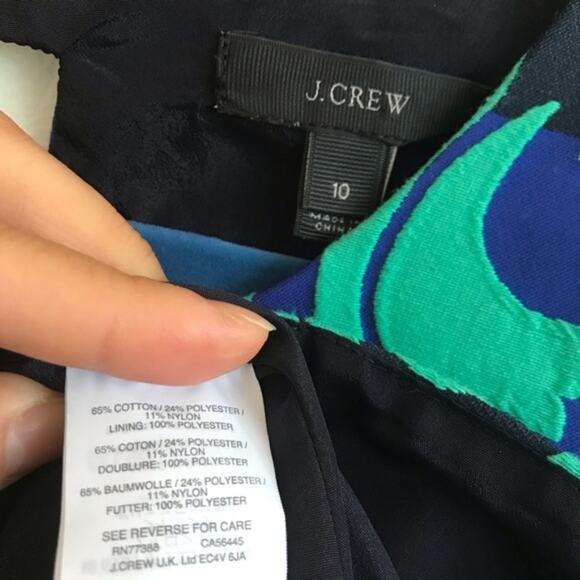 J.CREW
10
MADE IN
CHINA
65% COTTON / 24% POLYESTER /
11% NYLON
LINING: 100% POLYESTER
65% COTON / 24% POLYESTER /
11% NYLON
DOUBLURE: 100% POLYESTER
65% BAUMWOLLE / 24% POLYESTER /
11% NYLON
FUTTER: 100% POLYESTER
SEE REVERSE FOR CARE
RN77388 CA56445
J.CREW U.K. Ltd EC4V 6JA